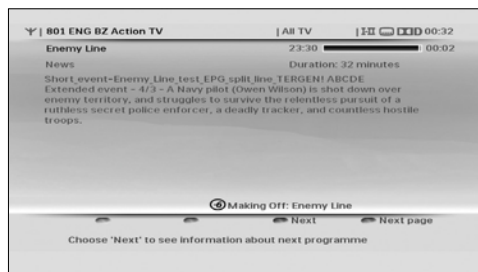 801 ENG BZ Action TV | All TV | I-II DD 00:32
Enemy Line 23:30 00:02
News Duration: 32 minutes
Short_event=Enemy_Line_test_EPG_split_line_TERGEN! ABCDE
Extended event - 4/3 - A Navy pilot (Owen Wilson) is shot down over
enemy territory, and struggles to survive the relentless pursuit of a
ruthless secret police enforcer, a deadly tracker, and countless hostile
troops.
Making Off: Enemy Line
Next Next page
Choose 'Next' to see information about next programme